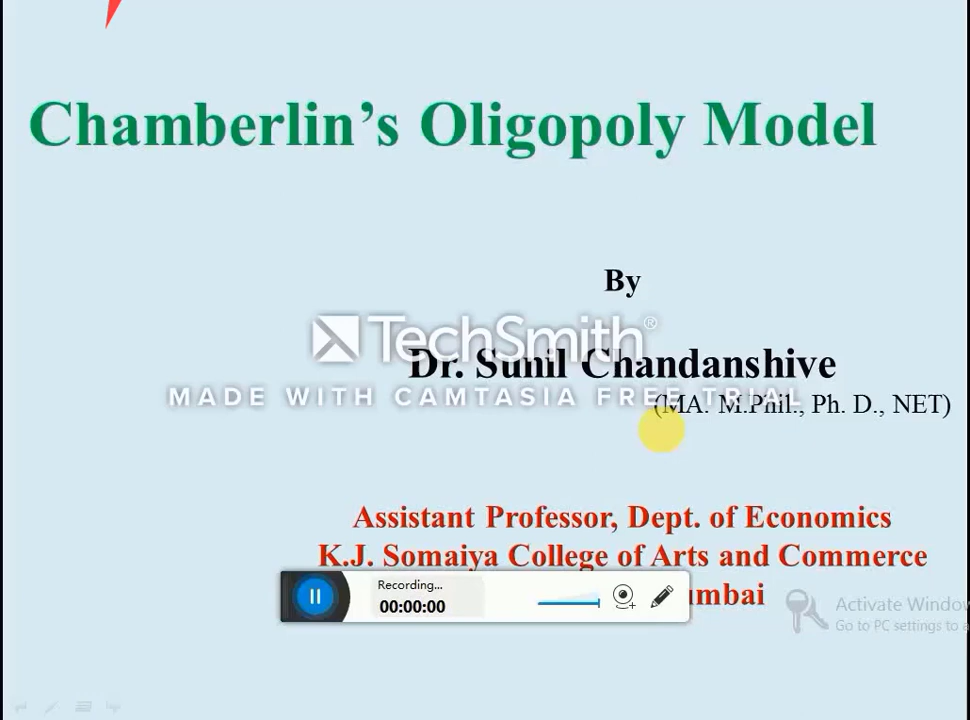 Chamberlin's Oligopoly Model
By
TechSmith®
Dr. Sunil Chandanshive
MADE WITH CAMTASIA FREE TRIAL
(MA. M.Phil., Ph. D., NET)
Assistant Professor, Dept. of Economics
K.J. Somaiya College of Arts and Commerce
Recording...
00:00:00
Activate Window
Go to PC settings to a